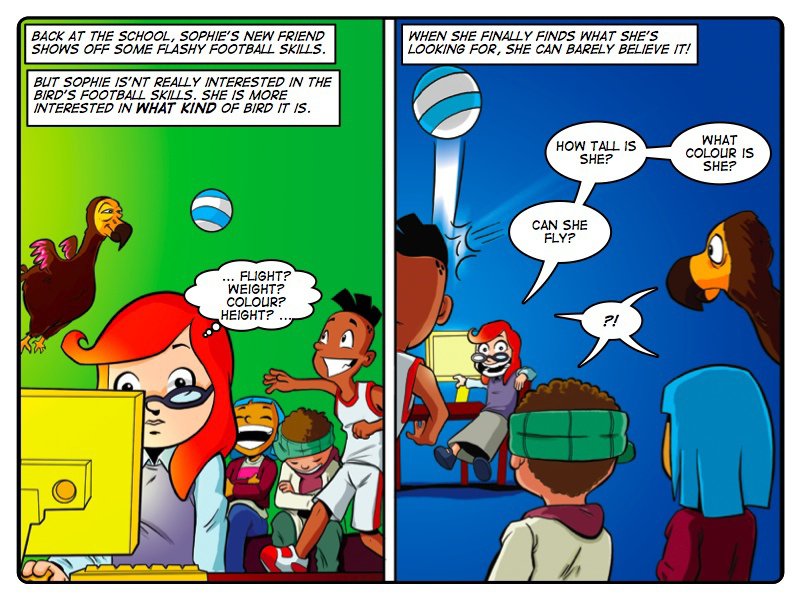 BACK AT THE SCHOOL, SOPHIE'S NEW FRIEND
SHOWS OFF SOME FLASHY FOOTBALL SKILLS.
BUT SOPHIE IS'NT REALLY INTERESTED IN THE
BIRD'S FOOTBALL SKILLS. SHE IS MORE
INTERESTED IN WHAT KIND OF BIRD IT IS.
... FLIGHT?
WEIGHT?
COLOUR?
HEIGHT? ...
WHEN SHE FINALLY FINDS WHAT SHE'S
LOOKING FOR, SHE CAN BARELY BELIEVE IT!
WHAT
COLOUR IS
SHE?
HOW TALL IS
SHE?
CAN SHE
FLY?
?!